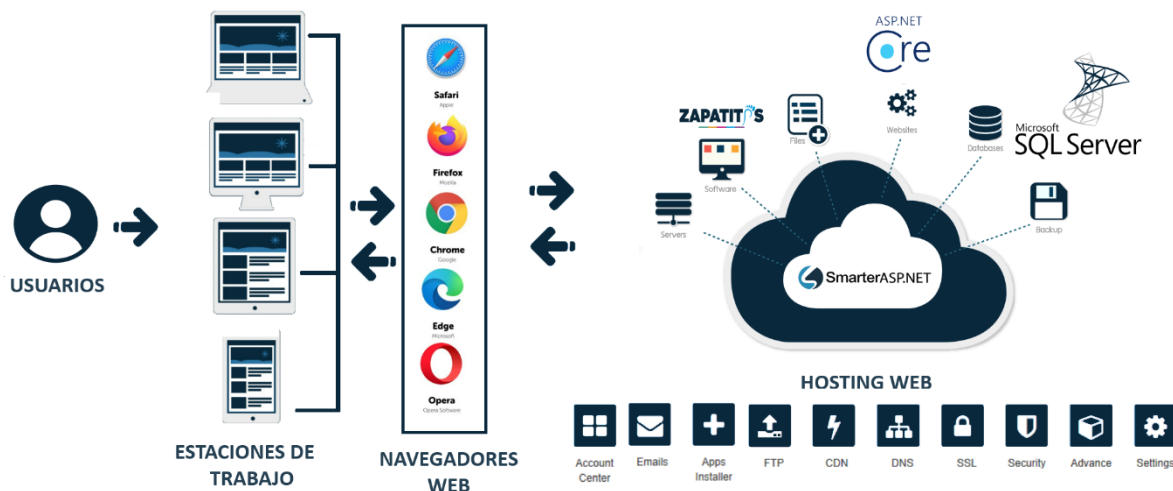 USUARIOS
ESTACIONES DE
TRABAJO
Safari
Apple
Firefox
Mozilla
Chrome
Google
Edge
Microsoft
Opera
Opera Software
NAVEGADORES
WEB
ASP.NET
Core
ZAPATITOS
Software
Files
Websites
Databases
Microsoft
SQL Server
Servers
Backup
SmarterASP.NET
HOSTING WEB
Account
Center
Emails
Apps
Installer
FTP
CDN
DNS
SSL
Security
Advance
Settings